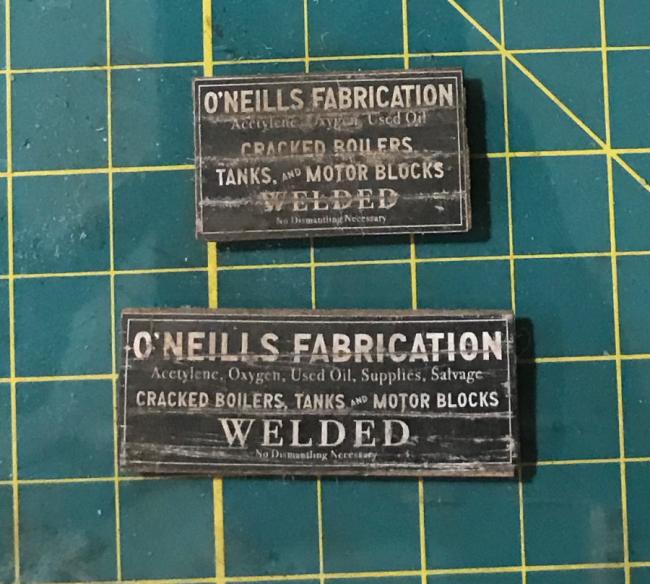 O'NEILLS FABRICATION
Acetylene, Oxygen, Used Oil
CRACKED BOILERS
TANKS, AND MOTOR BLOCKS
WELDED
No Dismantling Necessary
O'NEILLS FABRICATION
Acetylene, Oxygen, Used Oil, Supplies, Salvage
CRACKED BOILERS, TANKS AND MOTOR BLOCKS
WELDED
No Dismantling Necessary